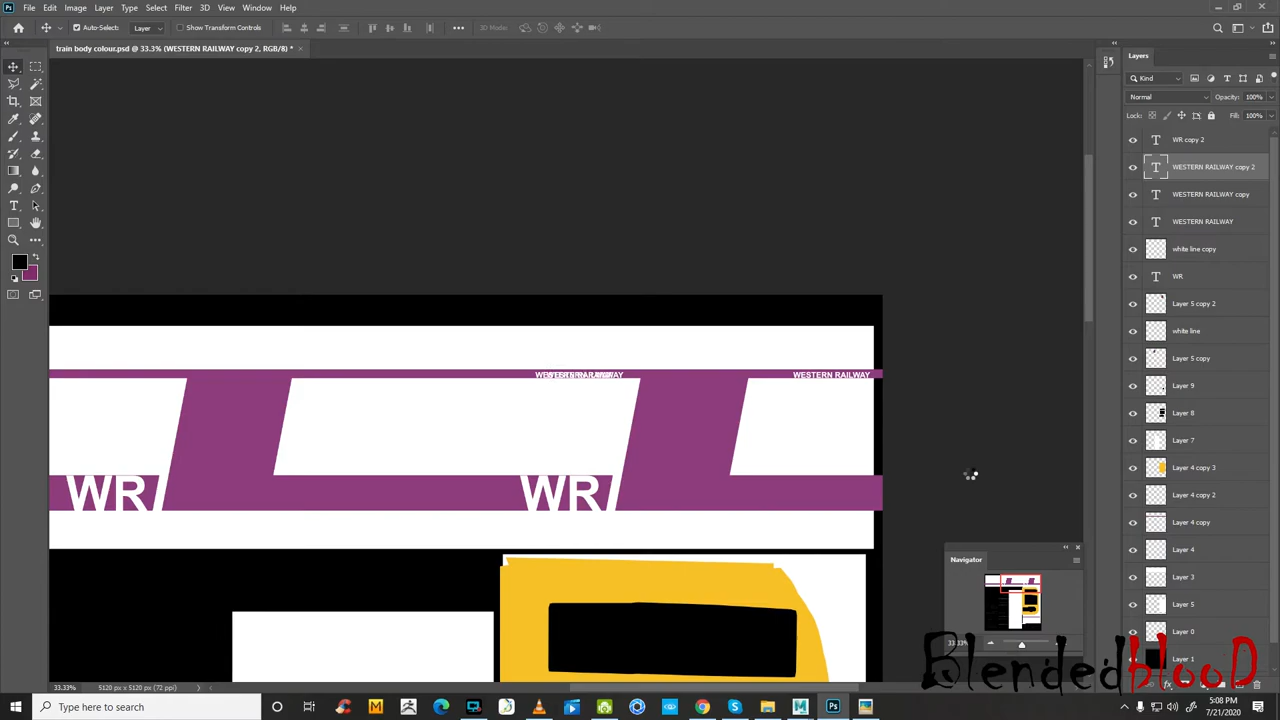 Ps File Edit Image Layer Type Select Filter 3D View Window Help
Auto-Select: Layer Show Transform Controls 3D Mode:
train body colour.psd @ 33.3% (WESTERN RAILWAY copy 2, RGB/8) *
Layers
Kind
Normal Opacity: 100%
Lock: Fill: 100%
WR copy 2
WESTERN RAILWAY copy 2
WESTERN RAILWAY copy
WESTERN RAILWAY
white line copy
WR
Layer 5 copy 2
white line
Layer 5 copy
Layer 9
Layer 8
Layer 7
Layer 4 copy 3
Layer 4 copy 2
Layer 4 copy
Layer 4
Layer 3
Layer 5
Layer 0
Layer 1
WESTERN RAILWAY
WR WR
Navigator
BlendedblooD
33.33% 5120 px x 5120 px (72 ppi)
Type here to search
5:08 PM
7/21/2020